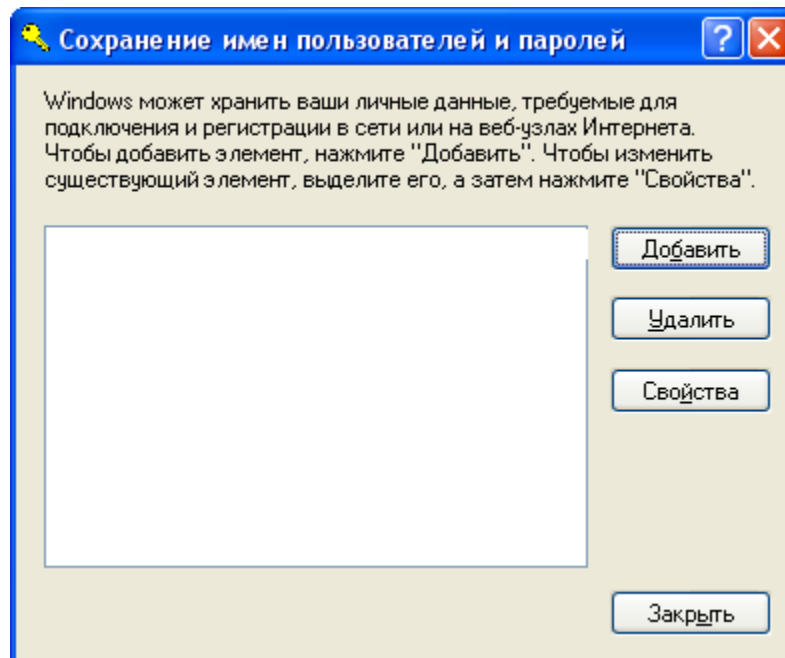 Сохранение имен пользователей и паролей
Windows может хранить ваши личные данные, требуемые для
подключения и регистрации в сети или на веб-узлах Интернета.
Чтобы добавить элемент, нажмите "Добавить". Чтобы изменить
существующий элемент, выделите его, а затем нажмите "Свойства".
Добавить
Удалить
Свойства
Закрыть